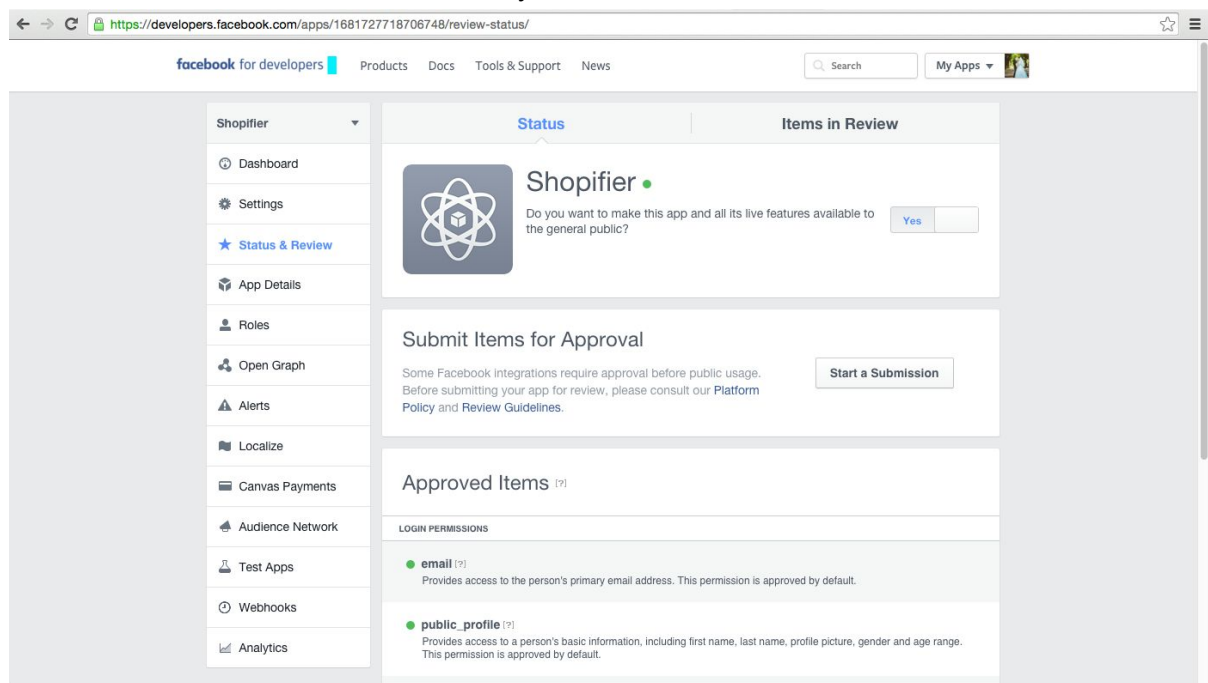 https://developers.facebook.com/apps/1681727718706748/review-status/
facebook for developers Products Docs Tools & Support News Search My Apps
Shopifier
Dashboard
Settings
Status & Review
App Details
Roles
Open Graph
Alerts
Localize
Canvas Payments
Audience Network
Test Apps
Webhooks
Analytics
Status Items in Review
Shopifier
Do you want to make this app and all its live features available to
the general public?
Yes
Submit Items for Approval
Some Facebook integrations require approval before public usage.
Before submitting your app for review, please consult our Platform
Policy and Review Guidelines.
Start a Submission
Approved Items [?]
LOGIN PERMISSIONS
email [?]
Provides access to the person's primary email address. This permission is approved by default.
public_profile [?]
Provides access to a person's basic information, including first name, last name, profile picture, gender and age range.
This permission is approved by default.